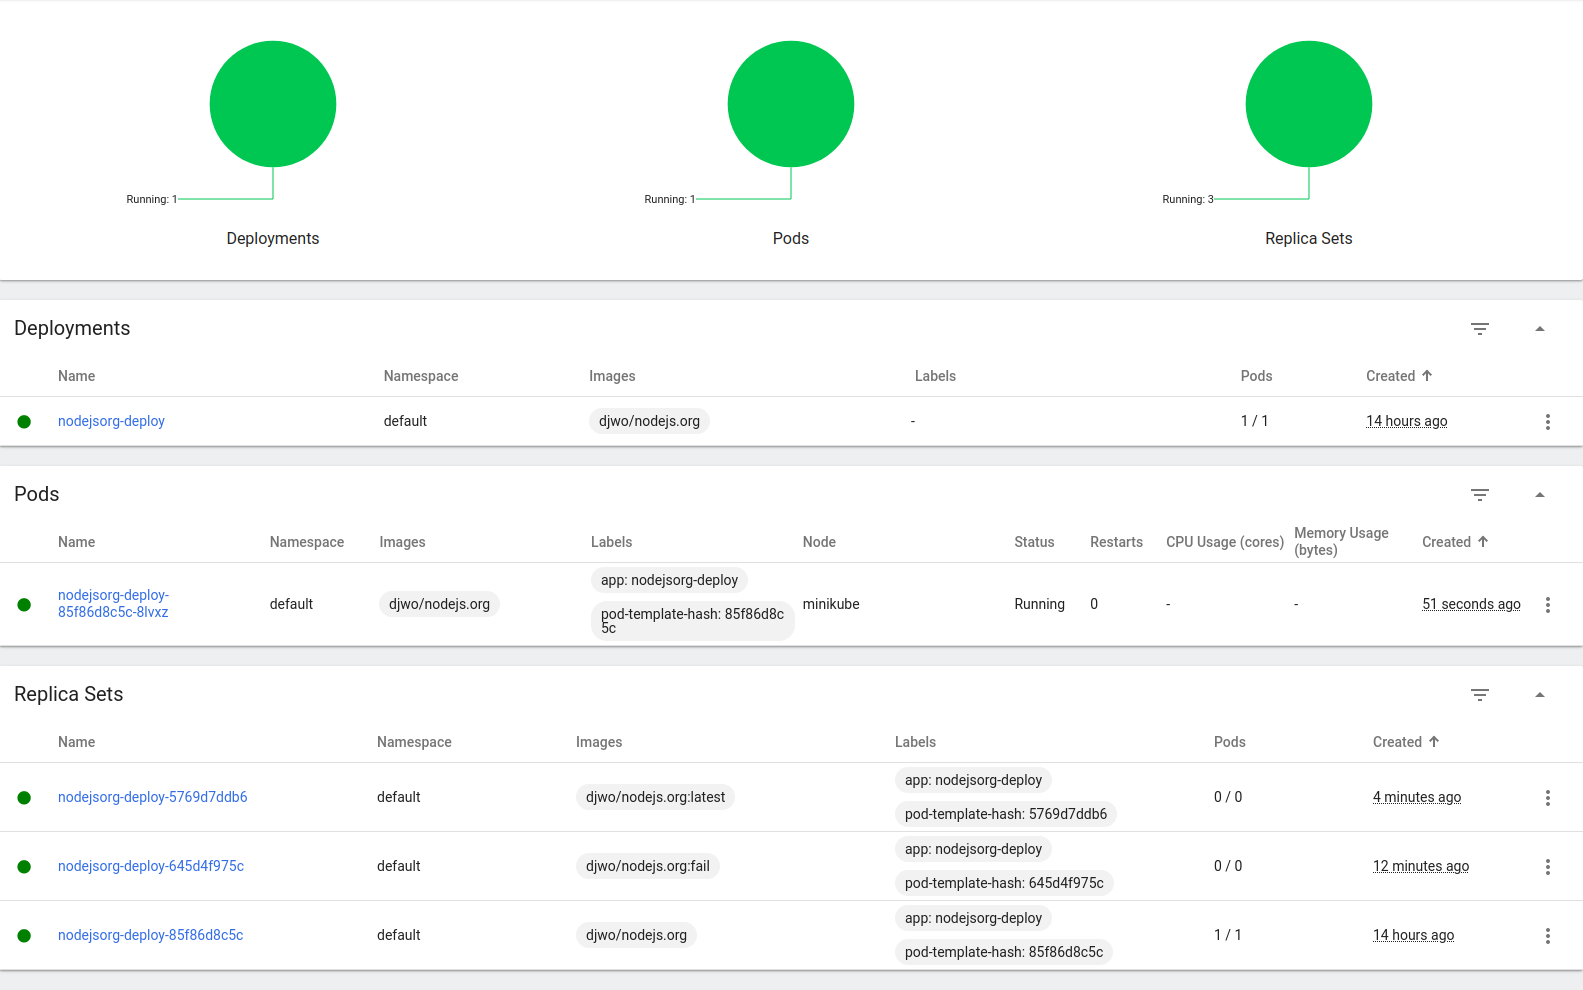 Running: 1
Running: 1
Running: 3
Deployments
Pods
Replica Sets
Deployments
Name Namespace Images Labels Pods Created
nodejsorg-deploy default djwo/nodejs.org - 1 / 1 14 hours ago
Pods
Name Namespace Images Labels Node Status Restarts CPU Usage (cores) Memory Usage
(bytes) Created
nodejsorg-deploy-
85f86d8c5c-8lvxz default djwo/nodejs.org
app: nodejsorg-deploy
pod-template-hash: 85f86d8c
5c
minikube Running 0 - - 51 seconds ago
Replica Sets
Name Namespace Images Labels Pods Created
nodejsorg-deploy-5769d7ddb6 default djwo/nodejs.org:latest
app: nodejsorg-deploy
pod-template-hash: 5769d7ddb6
0 / 0 4 minutes ago
nodejsorg-deploy-645d4f975c default djwo/nodejs.org:fail
app: nodejsorg-deploy
pod-template-hash: 645d4f975c
0 / 0 12 minutes ago
nodejsorg-deploy-85f86d8c5c default djwo/nodejs.org
app: nodejsorg-deploy
pod-template-hash: 85f86d8c5c
1 / 1 14 hours ago